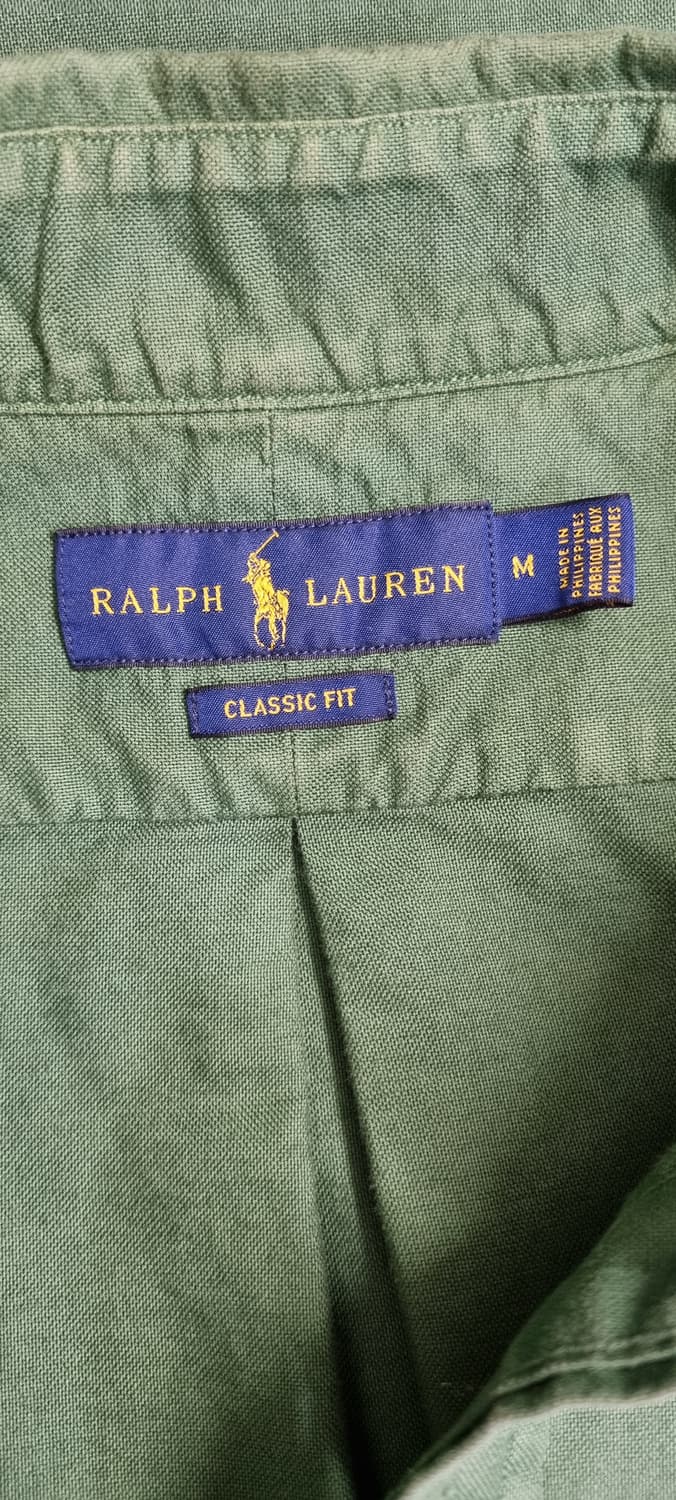 RALPH LAUREN
M
MADE IN
PHILIPPINES
FABRIQUÉ AUX
PHILIPPINES
CLASSIC FIT